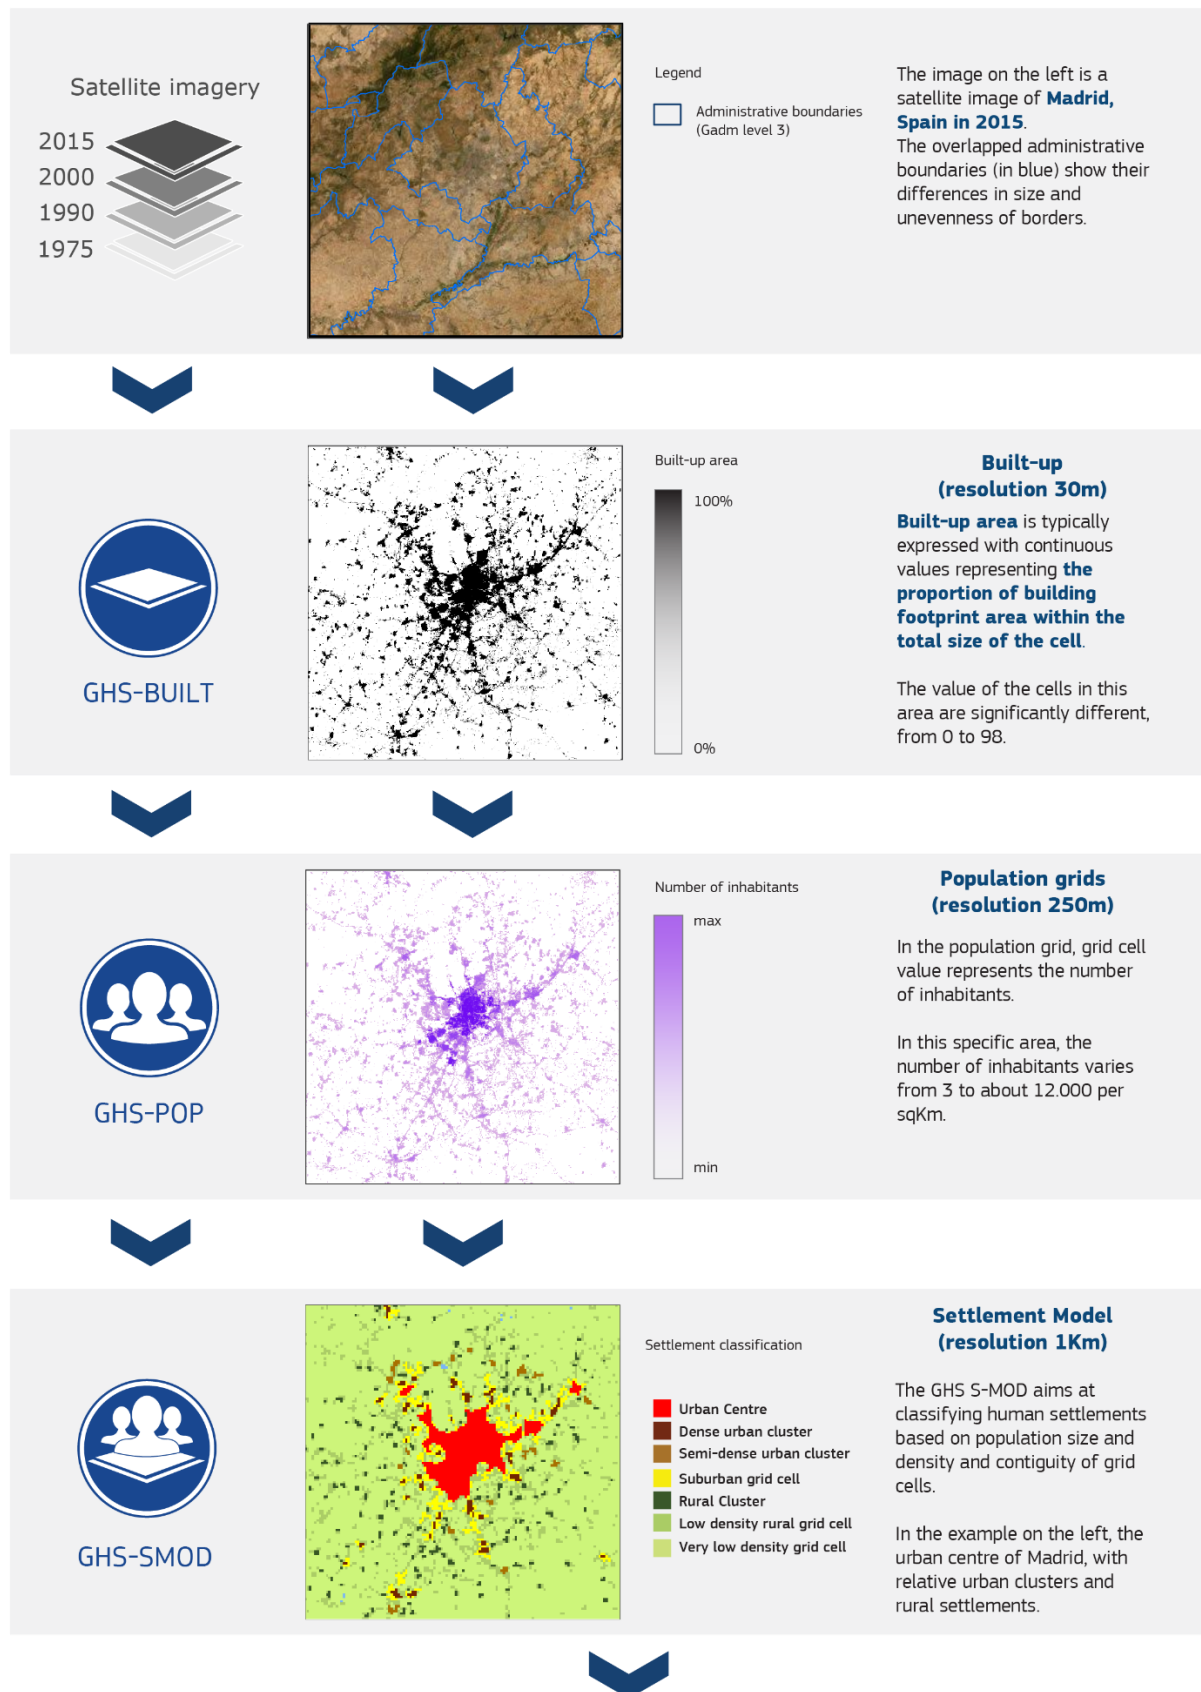 Satellite imagery
2015
2000
1990
1975
Legend
Administrative boundaries
(Gadm level 3)
The image on the left is a
satellite image of Madrid,
Spain in 2015.
The overlapped administrative
boundaries (in blue) show their
differences in size and
unevenness of borders.
GHS-BUILT
Built-up area
100%
0%
Built-up
(resolution 30m)
Built-up area is typically
expressed with continuous
values representing the
proportion of building
footprint area within the
total size of the cell.
The value of the cells in this
area are significantly different,
from 0 to 98.
GHS-POP
Number of inhabitants
max
min
Population grids
(resolution 250m)
In the population grid, grid cell
value represents the number
of inhabitants.
In this specific area, the
number of inhabitants varies
from 3 to about 12.000 per
sqKm.
GHS-SMOD
Settlement classification
Urban Centre
Dense urban cluster
Semi-dense urban cluster
Suburban grid cell
Rural Cluster
Low density rural grid cell
Very low density grid cell
Settlement Model
(resolution 1Km)
The GHS S-MOD aims at
classifying human settlements
based on population size and
density and contiguity of grid
cells.
In the example on the left, the
urban centre of Madrid, with
relative urban clusters and
rural settlements.